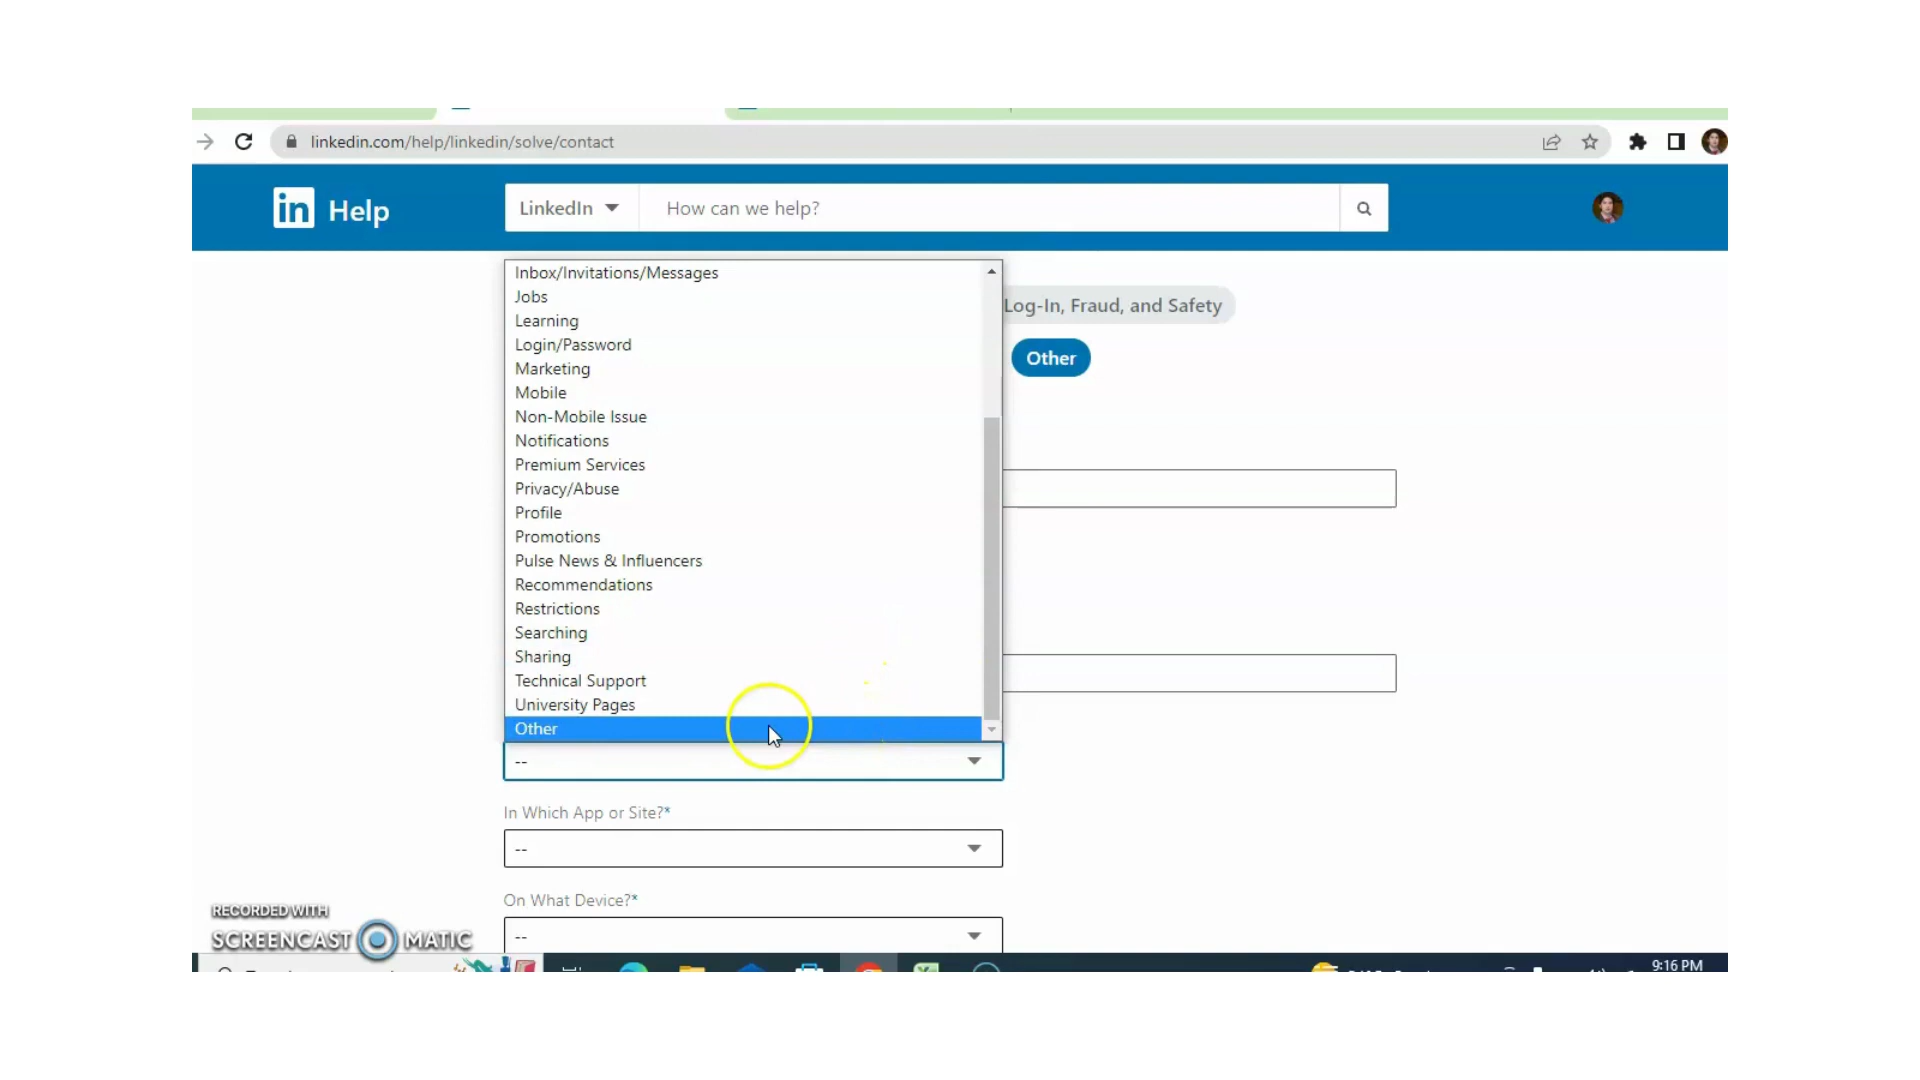 linkedin.com/help/linkedin/solve/contact
in Help
LinkedIn
How can we help?
Inbox/Invitations/Messages
Jobs
Learning
Login/Password
Marketing
Mobile
Non-Mobile Issue
Notifications
Premium Services
Privacy/Abuse
Profile
Promotions
Pulse News & Influencers
Recommendations
Restrictions
Searching
Sharing
Technical Support
University Pages
Other
Log-In, Fraud, and Safety
Other
--
In Which App or Site?*
--
On What Device?*
--
RECORDED WITH
SCREENCAST MATIC
9:16 PM